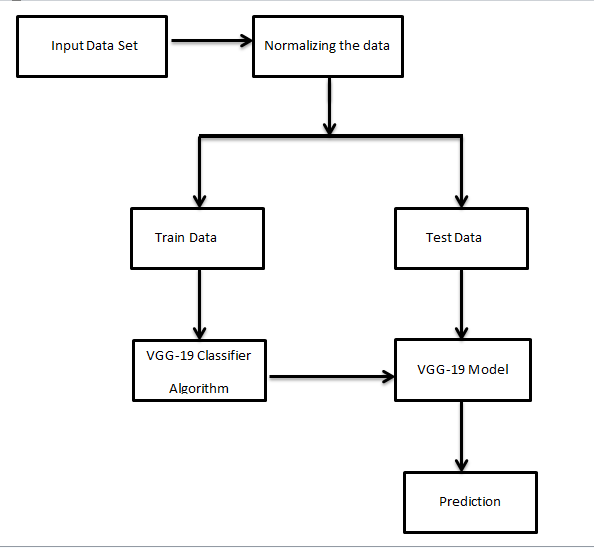 Input Data Set
Normalizing the data
Train Data
Test Data
VGG-19 Classifier
Algorithm
VGG-19 Model
Prediction